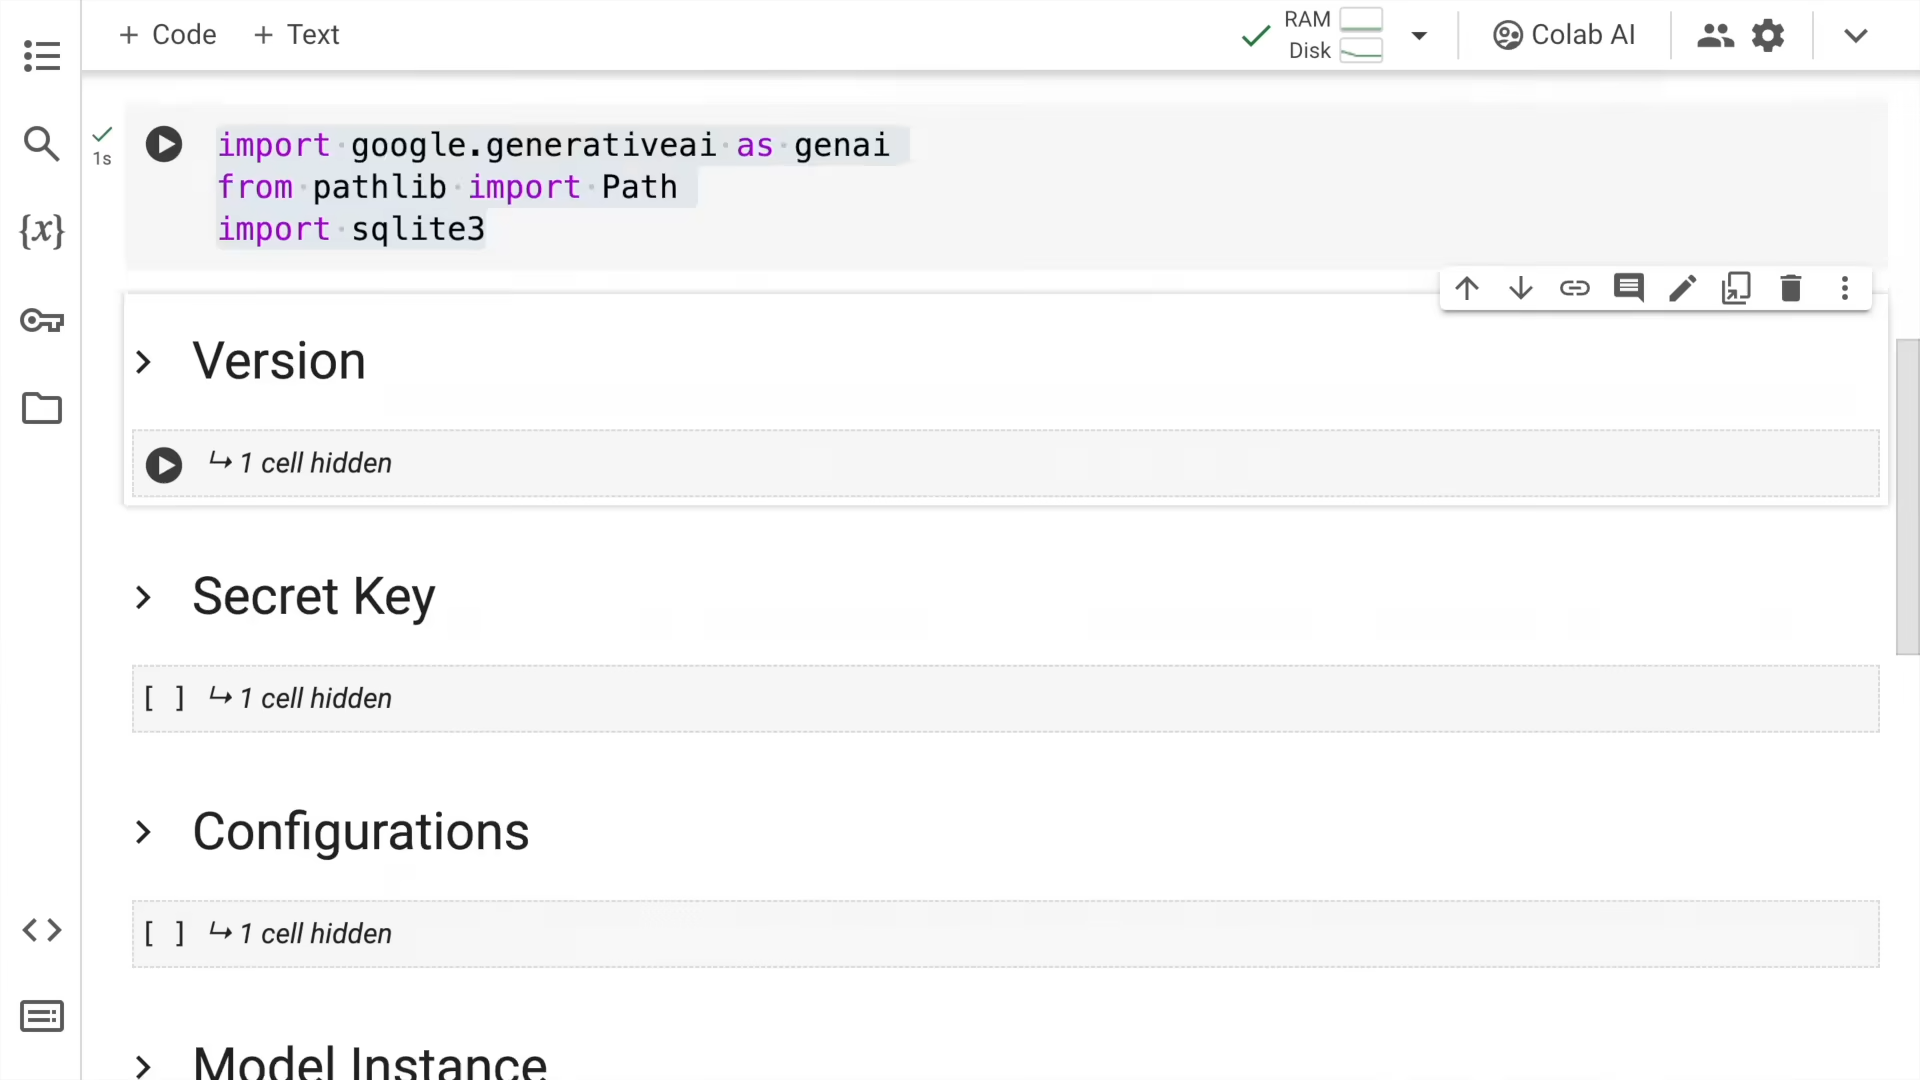 + Code + Text
RAM
Disk
Colab AI
{x}
1s
import google.generativeai as genai
from pathlib import Path
import sqlite3
Version
1 cell hidden
Secret Key
[ ] 1 cell hidden
Configurations
[ ] 1 cell hidden
Model Instance